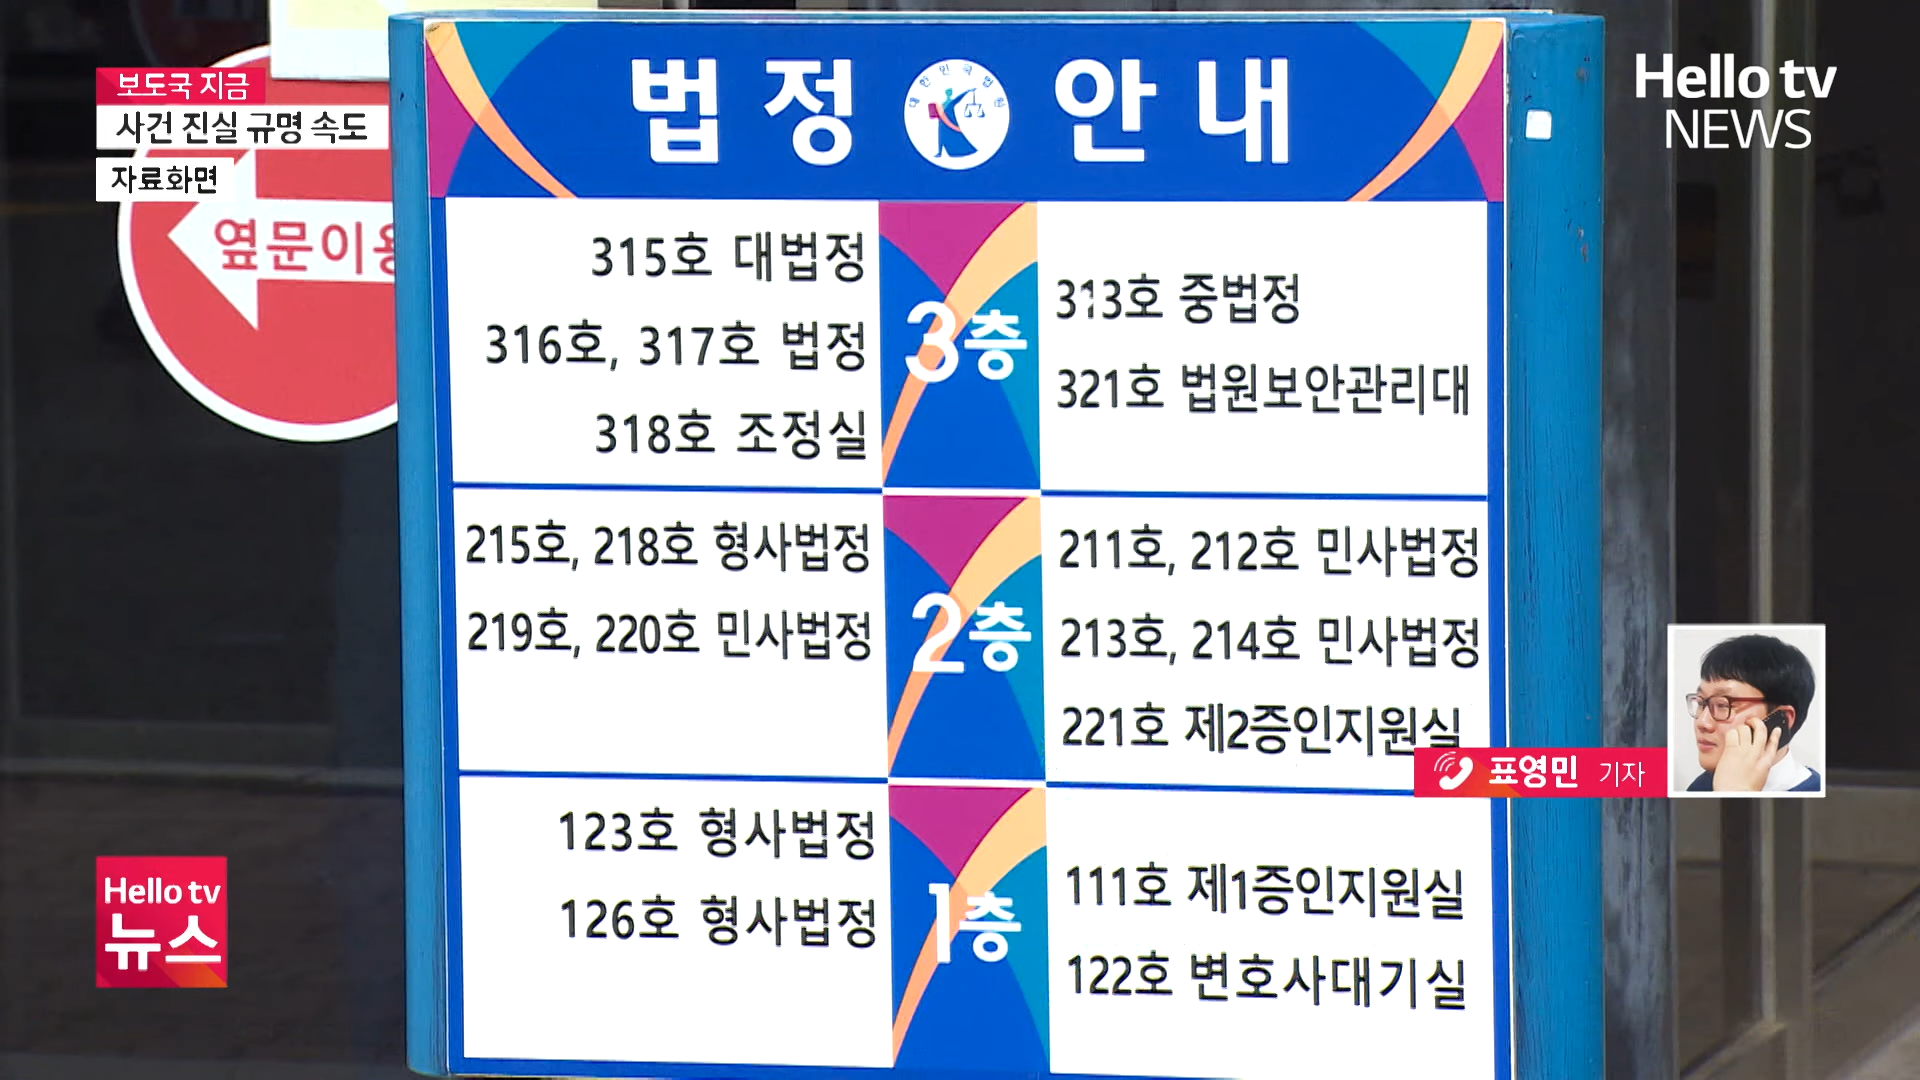 보도국 지금
사건 진실 규명 속도
자료화면
Hello tv
NEWS
옆문이용
법정 안내
대한민국법원
315호 대법정
316호, 317호 법정
318호 조정실
3층
313호 중법정
321호 법원보안관리대
215호, 218호 형사법정
219호, 220호 민사법정
2층
211호, 212호 민사법정
213호, 214호 민사법정
221호 제2증인지원실
123호 형사법정
126호 형사법정
1층
111호 제1증인지원실
122호 변호사대기실
표영민 기자
Hello tv
뉴스